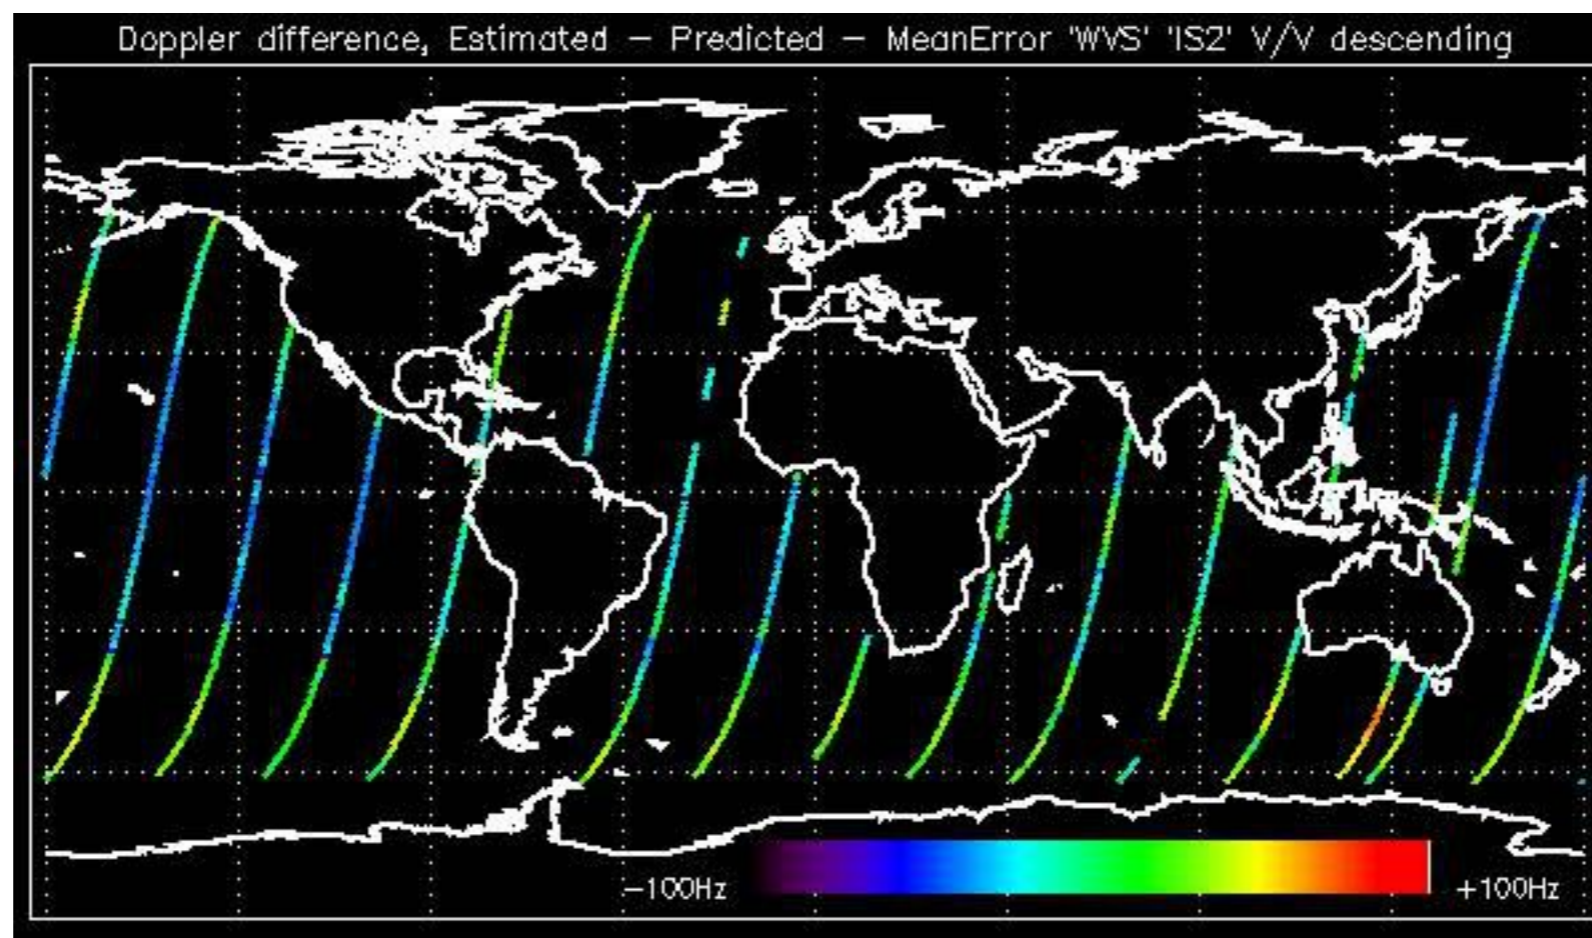 Doppler difference, Estimated – Predicted – MeanError 'WVS' 'IS2' V/V descending
–100Hz
+100Hz